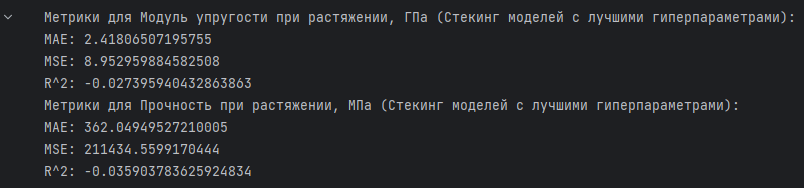 Метрики для Модуль упругости при растяжении, ГПа (Стекинг моделей с лучшими гиперпараметрами):
MAE: 2.41806507195755
MSE: 8.952959884582508
R^2: -0.027395940432863863
Метрики для Прочность при растяжении, МПа (Стекинг моделей с лучшими гиперпараметрами):
MAE: 362.04949527210005
MSE: 211434.5599170444
R^2: -0.035903783625924834